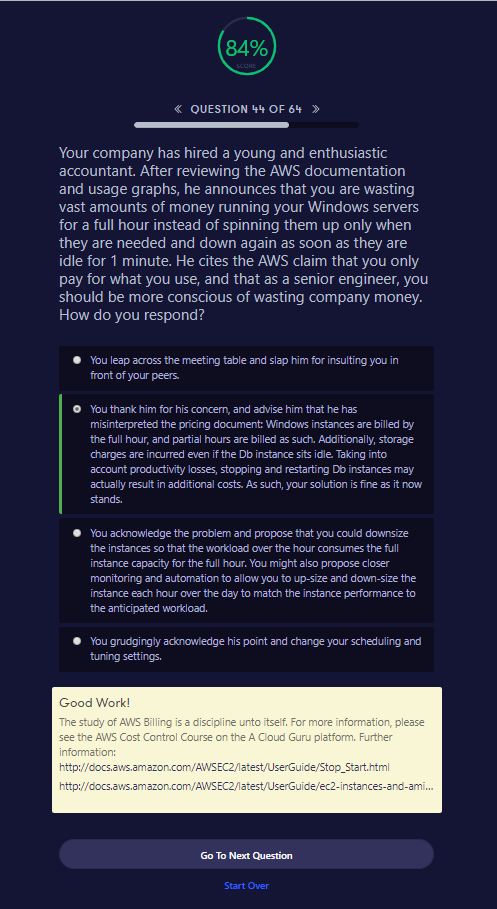 84%
SCORE
QUESTION 44 OF 64
Your company has hired a young and enthusiastic
accountant. After reviewing the AWS documentation
and usage graphs, he announces that you are wasting
vast amounts of money running your Windows servers
for a full hour instead of spinning them up only when
they are needed and down again as soon as they are
idle for 1 minute. He cites the AWS claim that you only
pay for what you use, and that as a senior engineer, you
should be more conscious of wasting company money.
How do you respond?
You leap across the meeting table and slap him for insulting you in
front of your peers.
You thank him for his concern, and advise him that he has
misinterpreted the pricing document: Windows instances are billed by
the full hour, and partial hours are billed as such. Additionally, storage
charges are incurred even if the Db instance sits idle. Taking into
account productivity losses, stopping and restarting Db instances may
actually result in additional costs. As such, your solution is fine as it now
stands.
You acknowledge the problem and propose that you could downsize
the instances so that the workload over the hour consumes the full
instance capacity for the full hour. You might also propose closer
monitoring and automation to allow you to up-size and down-size the
instance each hour over the day to match the instance performance to
the anticipated workload.
You grudgingly acknowledge his point and change your scheduling and
tuning settings.
Good Work!
The study of AWS Billing is a discipline unto itself. For more information, please
see the AWS Cost Control Course on the A Cloud Guru platform. Further
information:
http://docs.aws.amazon.com/AWSEC2/latest/UserGuide/Stop_Start.html
http://docs.aws.amazon.com/AWSEC2/latest/UserGuide/ec2-instances-and-ami...
Go To Next Question
Start Over